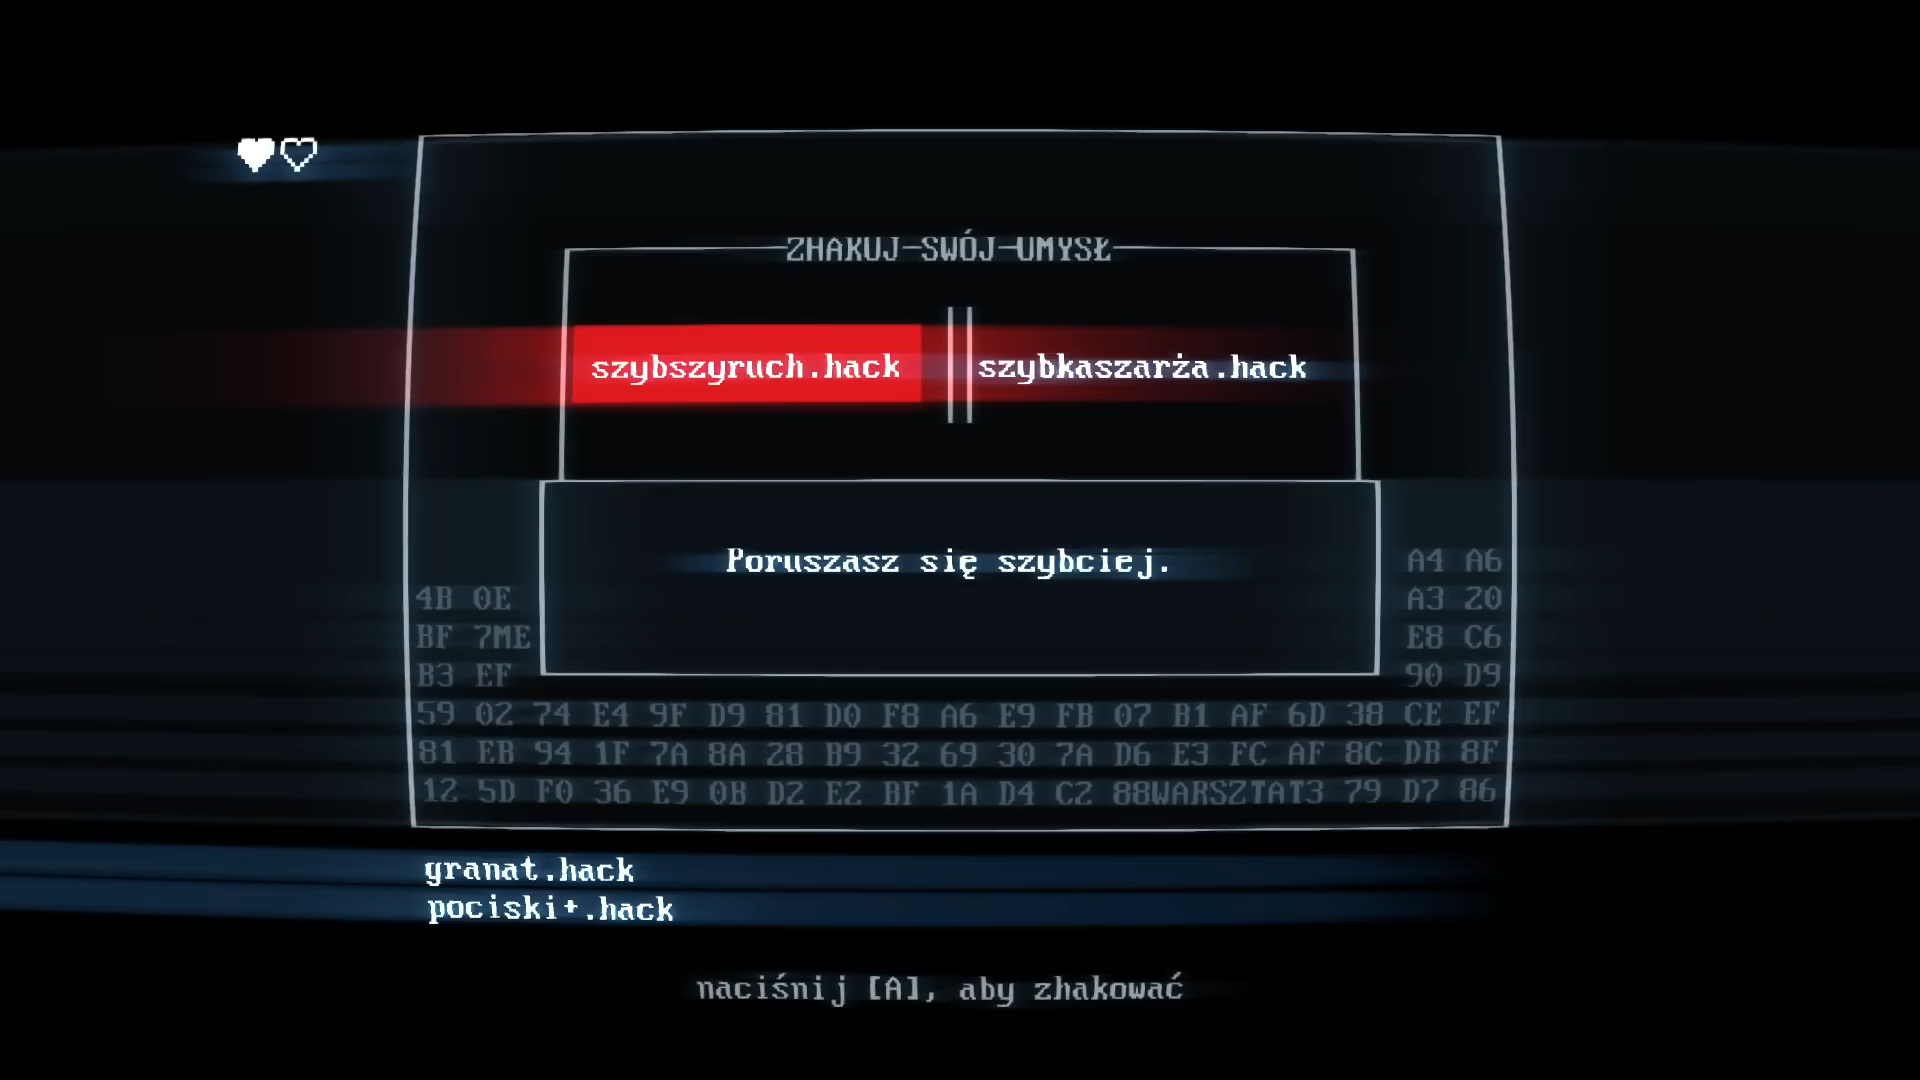 ZHAKUJ SWÓJ UMYSŁ
szybszyruch.hack szybkaszarża.hack
Poruszasz się szybciej.
A4 A6
4B 0E A3 20
BF 7ME E8 C6
B3 EF 90 D9
59 02 74 E4 9F D9 81 D0 F8 A6 E9 FB 07 B1 AF 6D 38 CE EF
81 EB 94 1F 7A 8A 28 B9 32 69 30 7A D6 E3 FC AF 8C DB 8F
12 5D F0 36 E9 0B D2 E2 BF 1A D4 C2 88WARSZTAT3 79 D7 86
granat.hack
pociski+.hack
naciśnij [A], aby zhakować